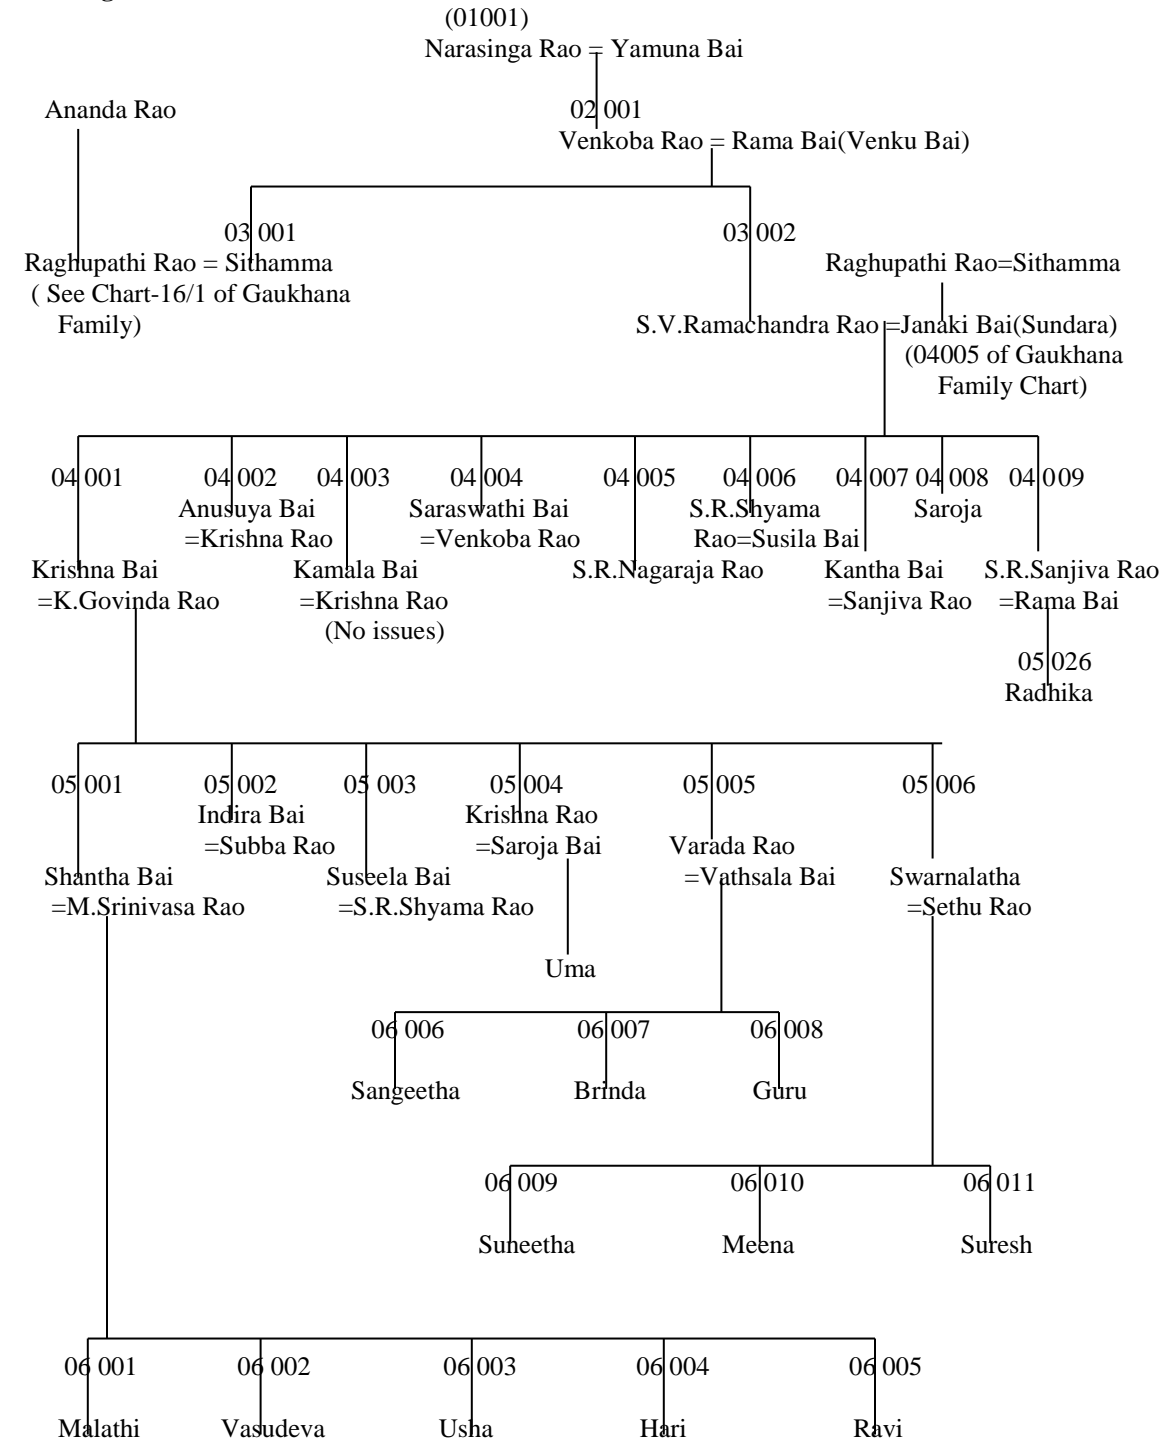 (01001)
Narasinga Rao = Yamuna Bai
Ananda Rao
02 001
Venkoba Rao = Rama Bai(Venku Bai)
03 001
03 002
Raghupathi Rao = Sithamma
Raghupathi Rao=Sithamma
( See Chart-16/1 of Gaukhana
Family)
S.V.Ramachandra Rao =Janaki Bai(Sundara)
(04005 of Gaukhana
Family Chart)
04 001 04 002 04 003 04 004 04 005 04 006 04 007 04 008 04 009
Anusuya Bai Saraswathi Bai S.R.Shyama Saroja
=Krishna Rao =Venkoba Rao Rao=Susila Bai
Krishna Bai Kamala Bai S.R.Nagaraja Rao Kantha Bai S.R.Sanjiva Rao
=K.Govinda Rao =Krishna Rao =Sanjiva Rao =Rama Bai
(No issues)
05 026
Radhika
05 001 05 002 05 003 05 004 05 005 05 006
Indira Bai Krishna Rao
=Subba Rao =Saroja Bai Varada Rao
Shantha Bai Suseela Bai =Vathsala Bai Swarnalatha
=M.Srinivasa Rao =S.R.Shyama Rao =Sethu Rao
Uma
06 006 06 007 06 008
Sangeetha Brinda Guru
06 009 06 010 06 011
Suneetha Meena Suresh
06 001 06 002 06 003 06 004 06 005
Malathi Vasudeva Usha Hari Ravi